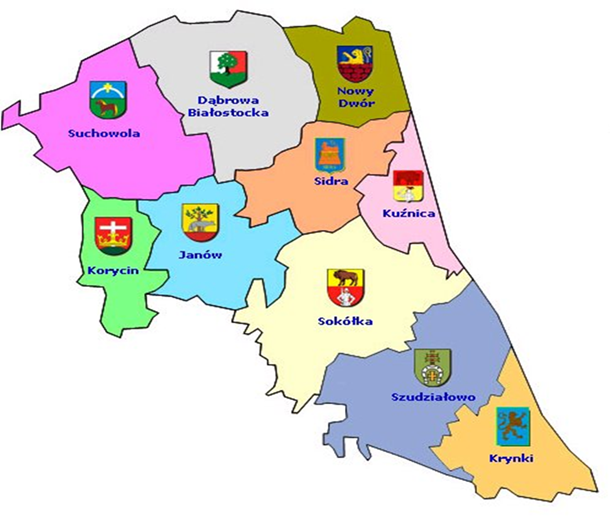 Nowy
Dwór
Dąbrowa
Białostocka
Suchowola
Sidra
Kuźnica
Janów
Korycin
Sokółka
Szudziałowo
Krynki